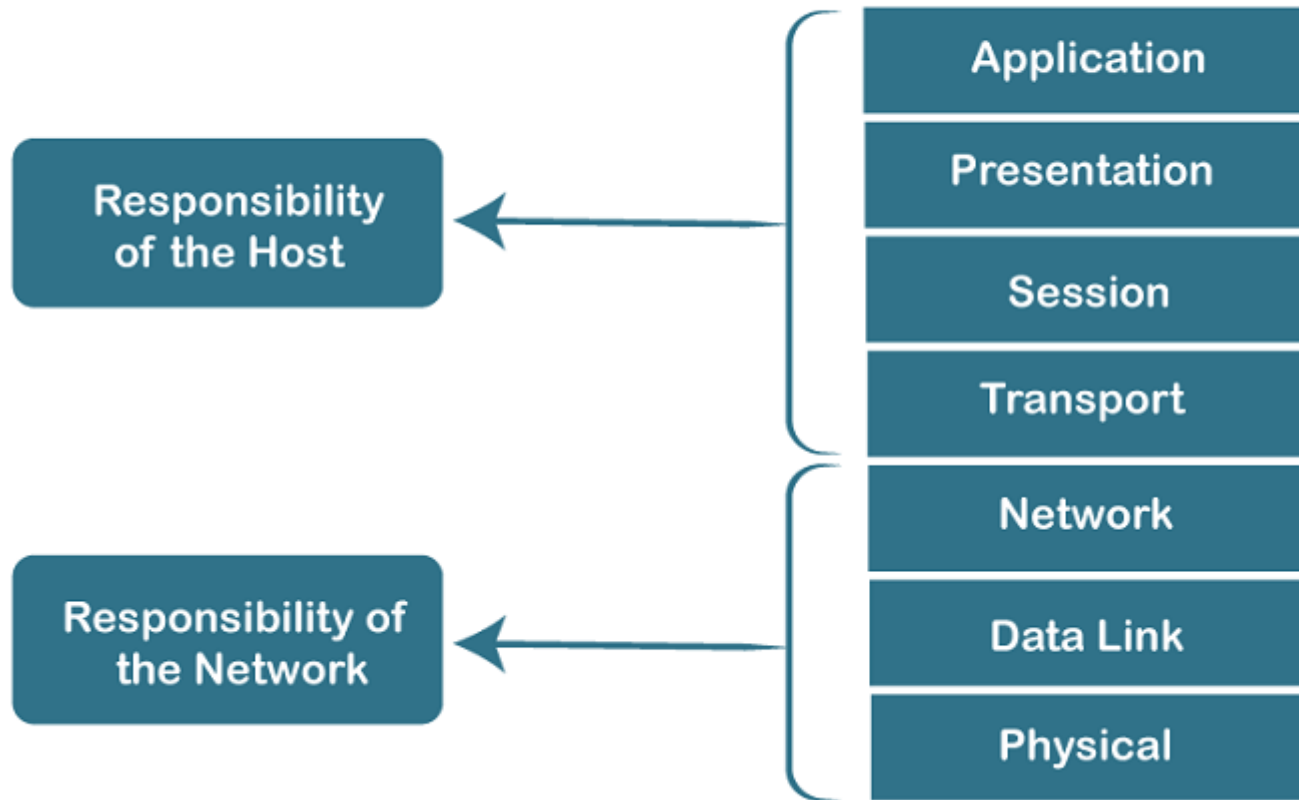 Application
Presentation
Responsibility
of the Host
Session
Transport
Network
Responsibility of
the Network
Data Link
Physical